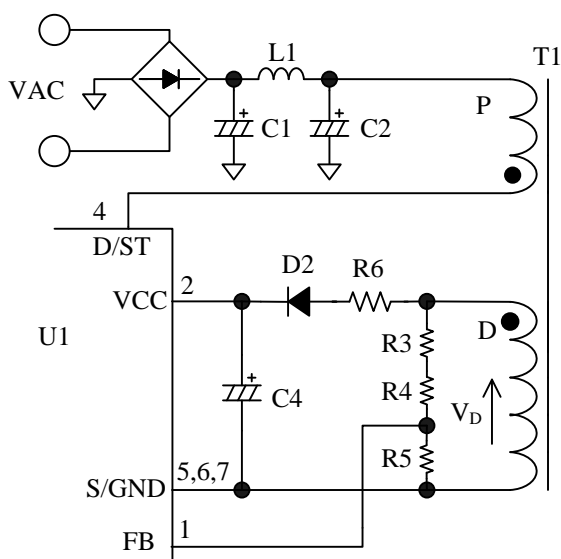 L1
T1
VAC
+
C1
+
C2
P
4
D/ST
D2
R6
VCC
2
R3
D
U1
+
C4
R4
VD
R5
S/GND
5,6,7
FB
1